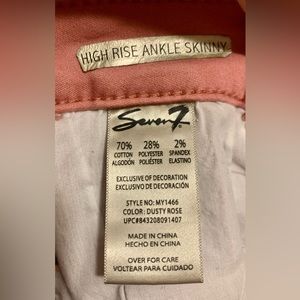 HIGH RISE ANKLE SKINNY
Seven7
70% 28% 2%
COTTON POLYESTER SPANDEX
ALGODÓN POLIÉSTER ELASTINO
EXCLUSIVE OF DECORATION
EXCLUSIVO DE DECORACIÓN
STYLE NO: MY1466
COLOR: DUSTY ROSE
UPC#843208091407
MADE IN CHINA
HECHO EN CHINA
OVER FOR CARE
VOLTEAR PARA CUIDADO